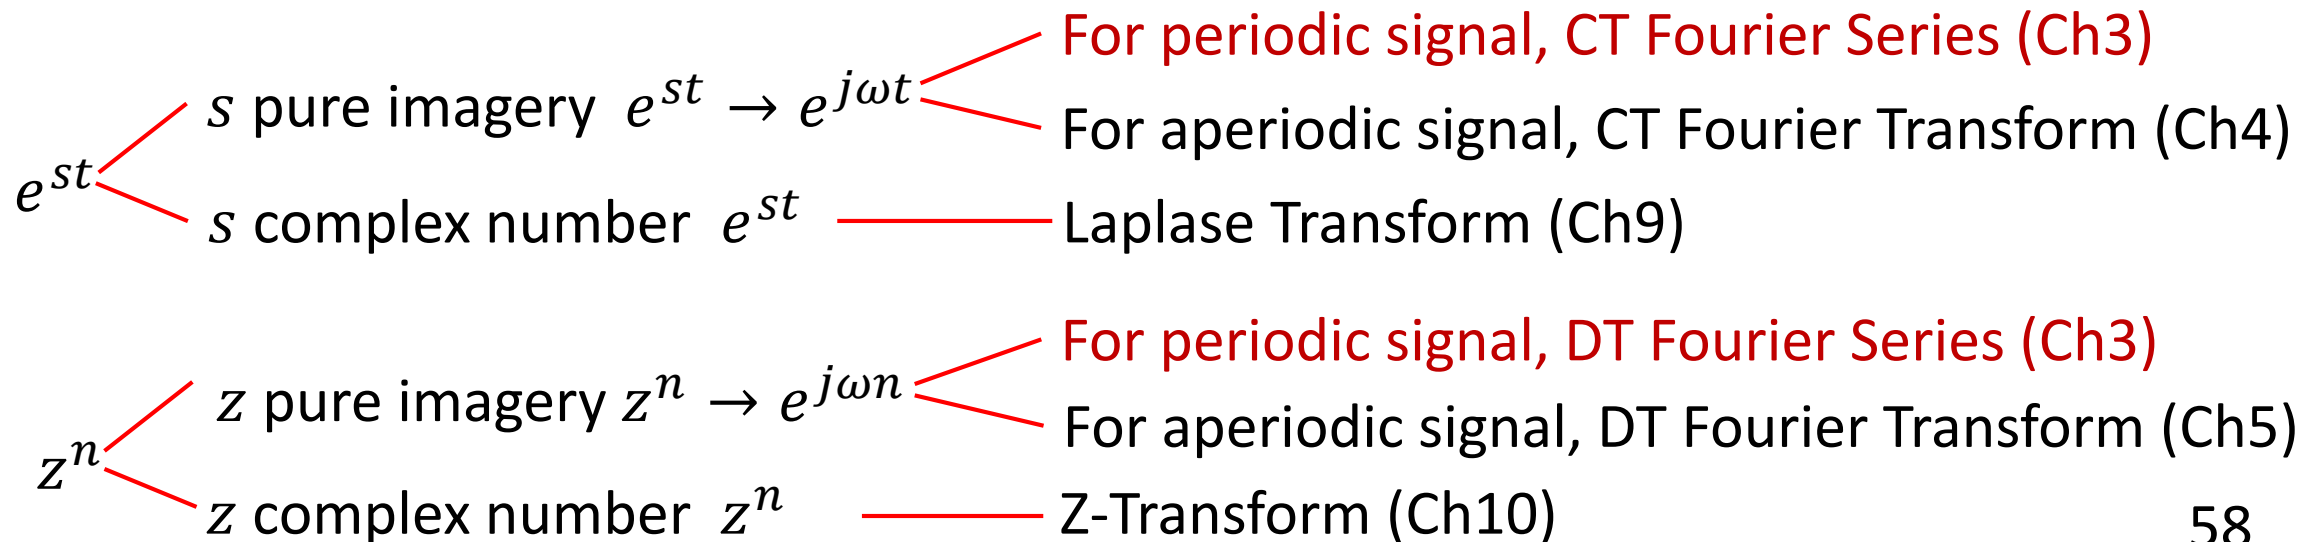 For periodic signal, CT Fourier Series (Ch3)
s pure imagery e^{st} → e^{jωt}
For aperiodic signal, CT Fourier Transform (Ch4)
e^{st}
s complex number e^{st}
Laplase Transform (Ch9)
For periodic signal, DT Fourier Series (Ch3)
z pure imagery z^n → e^{jωn}
For aperiodic signal, DT Fourier Transform (Ch5)
z^n
z complex number z^n
Z-Transform (Ch10)
58